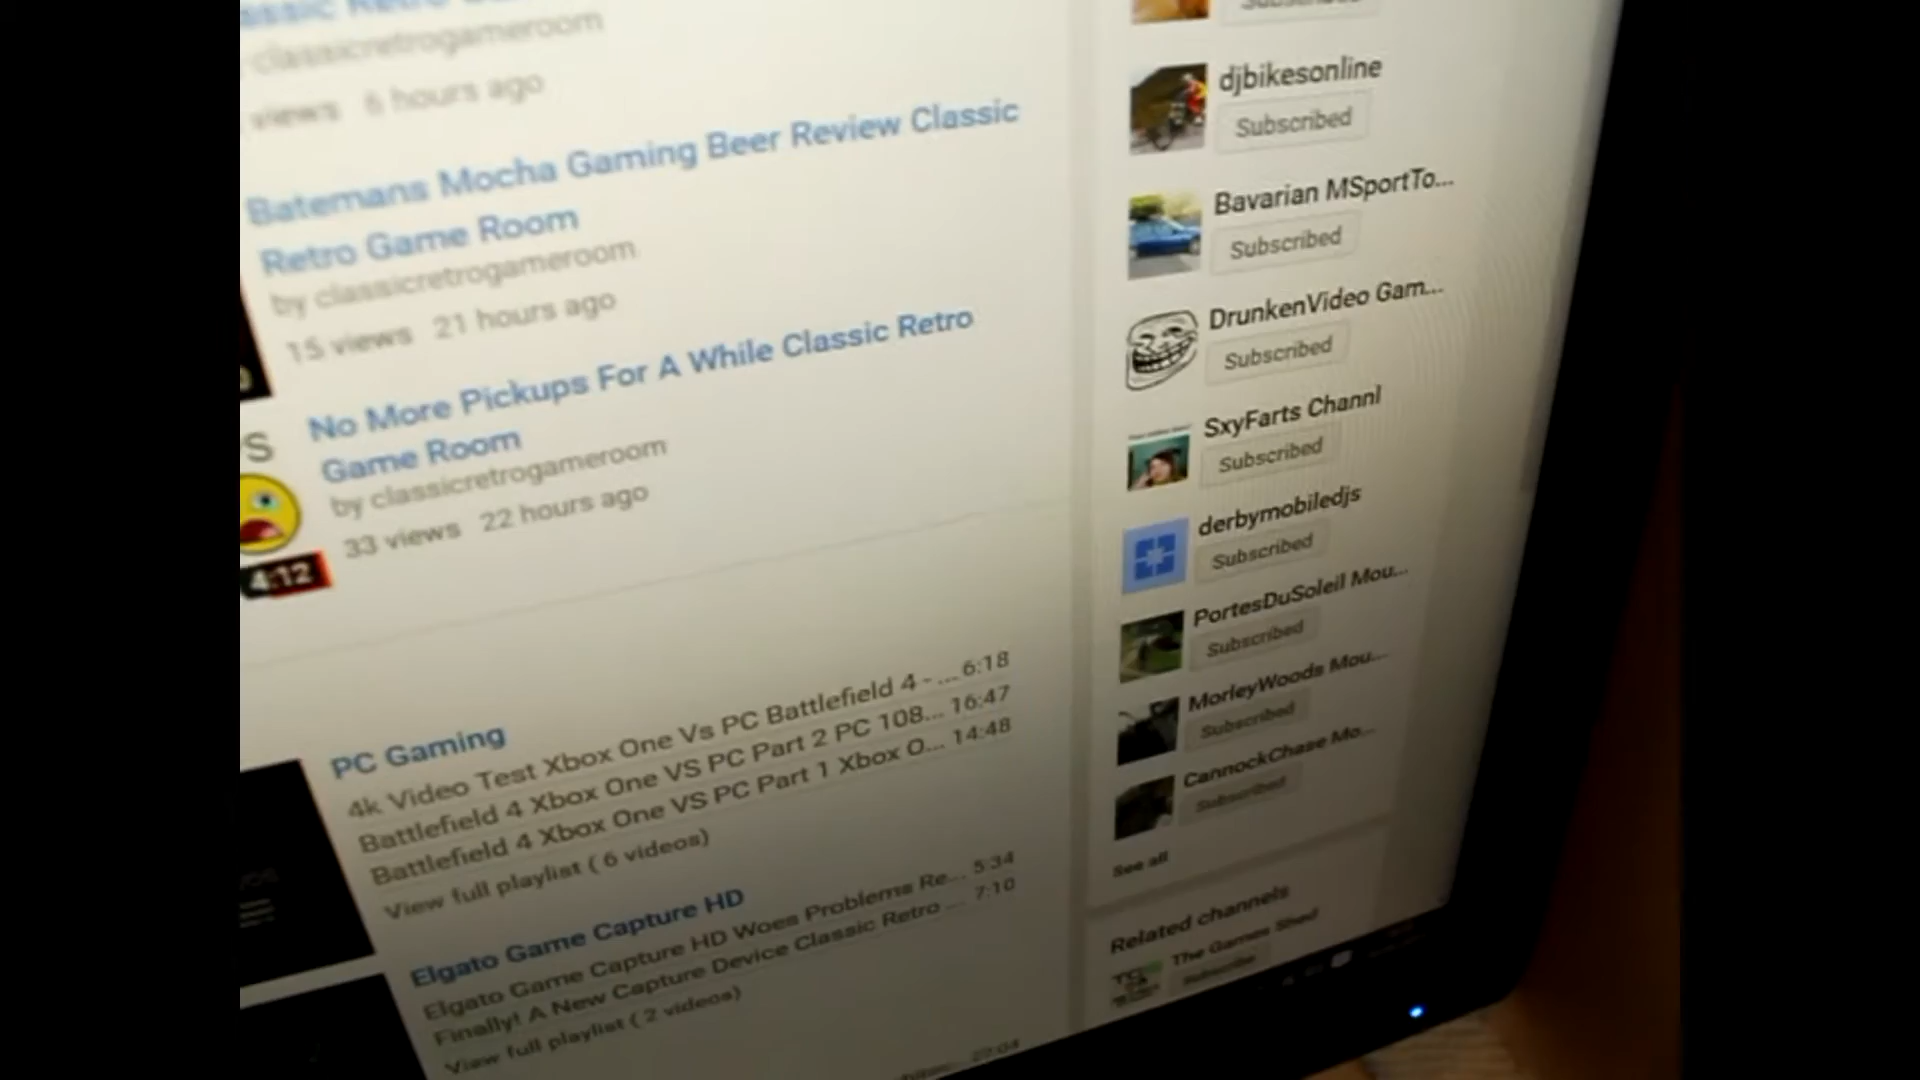 classicretrogameroom
views 6 hours ago
Batemans Mocha Gaming Beer Review Classic
Retro Game Room
by classicretrogameroom
15 views 21 hours ago
S
No More Pickups For A While Classic Retro
Game Room
by classicretrogameroom
33 views 22 hours ago
4:12
PC Gaming
4k Video Test Xbox One Vs PC Battlefield 4 - ... 6:18
Battlefield 4 Xbox One VS PC Part 2 PC 108... 16:47
Battlefield 4 Xbox One VS PC Part 1 Xbox O... 14:48
View full playlist ( 6 videos)
Elgato Game Capture HD
Elgato Game Capture HD Woes Problems Re... 5:34
Finally! A New Capture Device Classic Retro ... 7:10
View full playlist ( 2 videos)
27:04
Subscribed
djbikesonline
Subscribed
Bavarian MSportTo...
Subscribed
DrunkenVideo Gam...
Subscribed
SxyFarts Channl
Subscribed
derbymobiledjs
Subscribed
PortesDuSoleil Mou...
Subscribed
MorleyWoods Mou...
Subscribed
CannockChase Mo...
Subscribed
See all
Related channels
The Games Shed
Subscribe